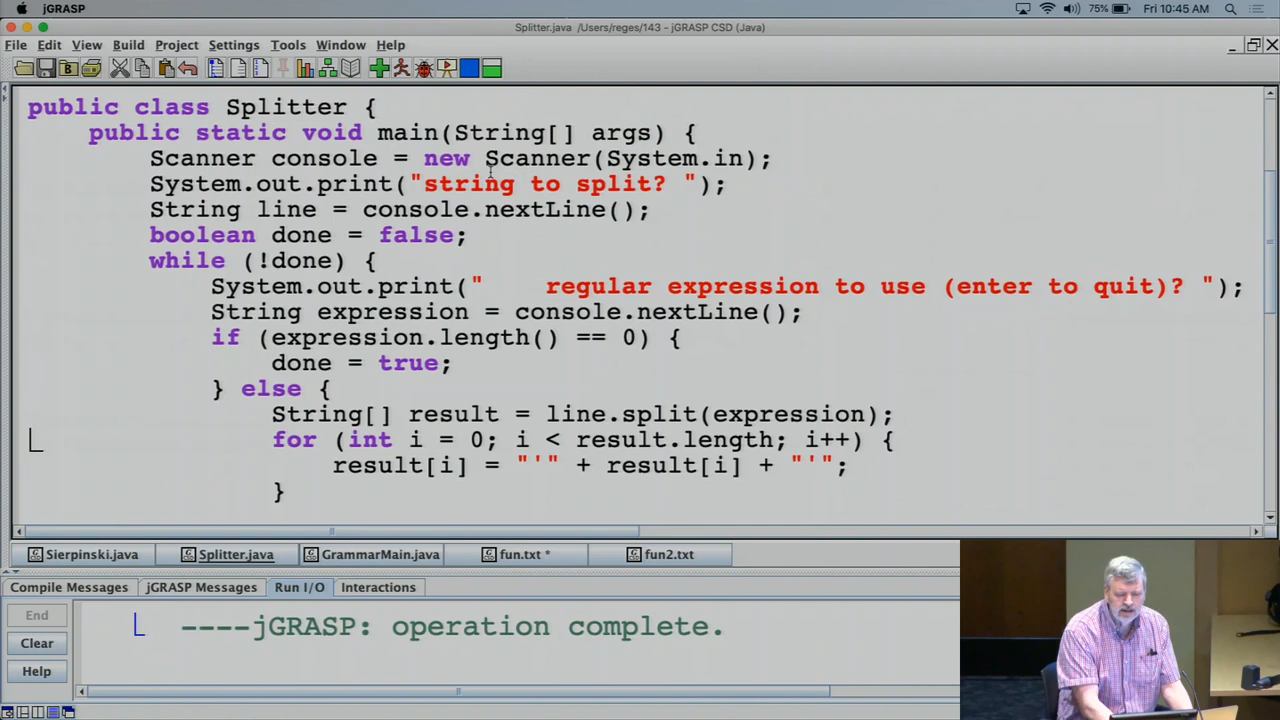 jGRASP
75%
Fri 10:45 AM
Splitter.java /Users/reges/143 - jGRASP CSD (Java)
File Edit View Build Project Settings Tools Window Help
public class Splitter {
public static void main(String[] args) {
Scanner console = new Scanner(System.in);
System.out.print("string to split? ");
String line = console.nextLine();
boolean done = false;
while (!done) {
System.out.print("    regular expression to use (enter to quit)? ");
String expression = console.nextLine();
if (expression.length() == 0) {
done = true;
} else {
String[] result = line.split(expression);
for (int i = 0; i < result.length; i++) {
result[i] = "'" + result[i] + "'";
}
Sierpinski.java Splitter.java GrammarMain.java fun.txt * fun2.txt
Compile Messages jGRASP Messages Run I/O Interactions
End
Clear
Help
----jGRASP: operation complete.